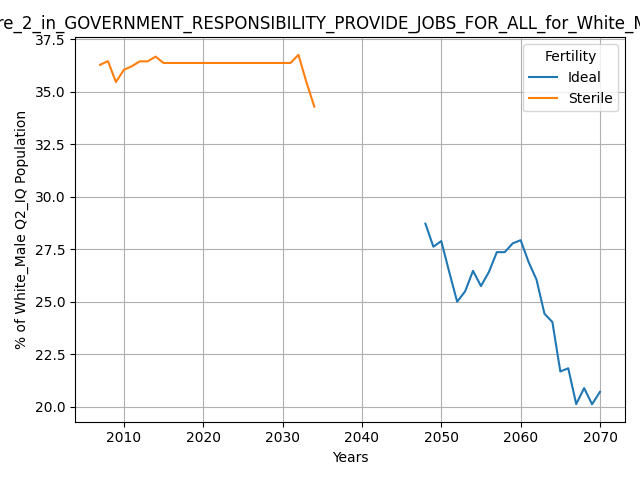 re_2_in_GOVERNMENT_RESPONSIBILITY_PROVIDE_JOBS_FOR_ALL_for_White_M
37.5
35.0
32.5
30.0
27.5
25.0
22.5
20.0
% of White_Male Q2_IQ Population
Fertility
Ideal
Sterile
2010 2020 2030 2040 2050 2060 2070
Years